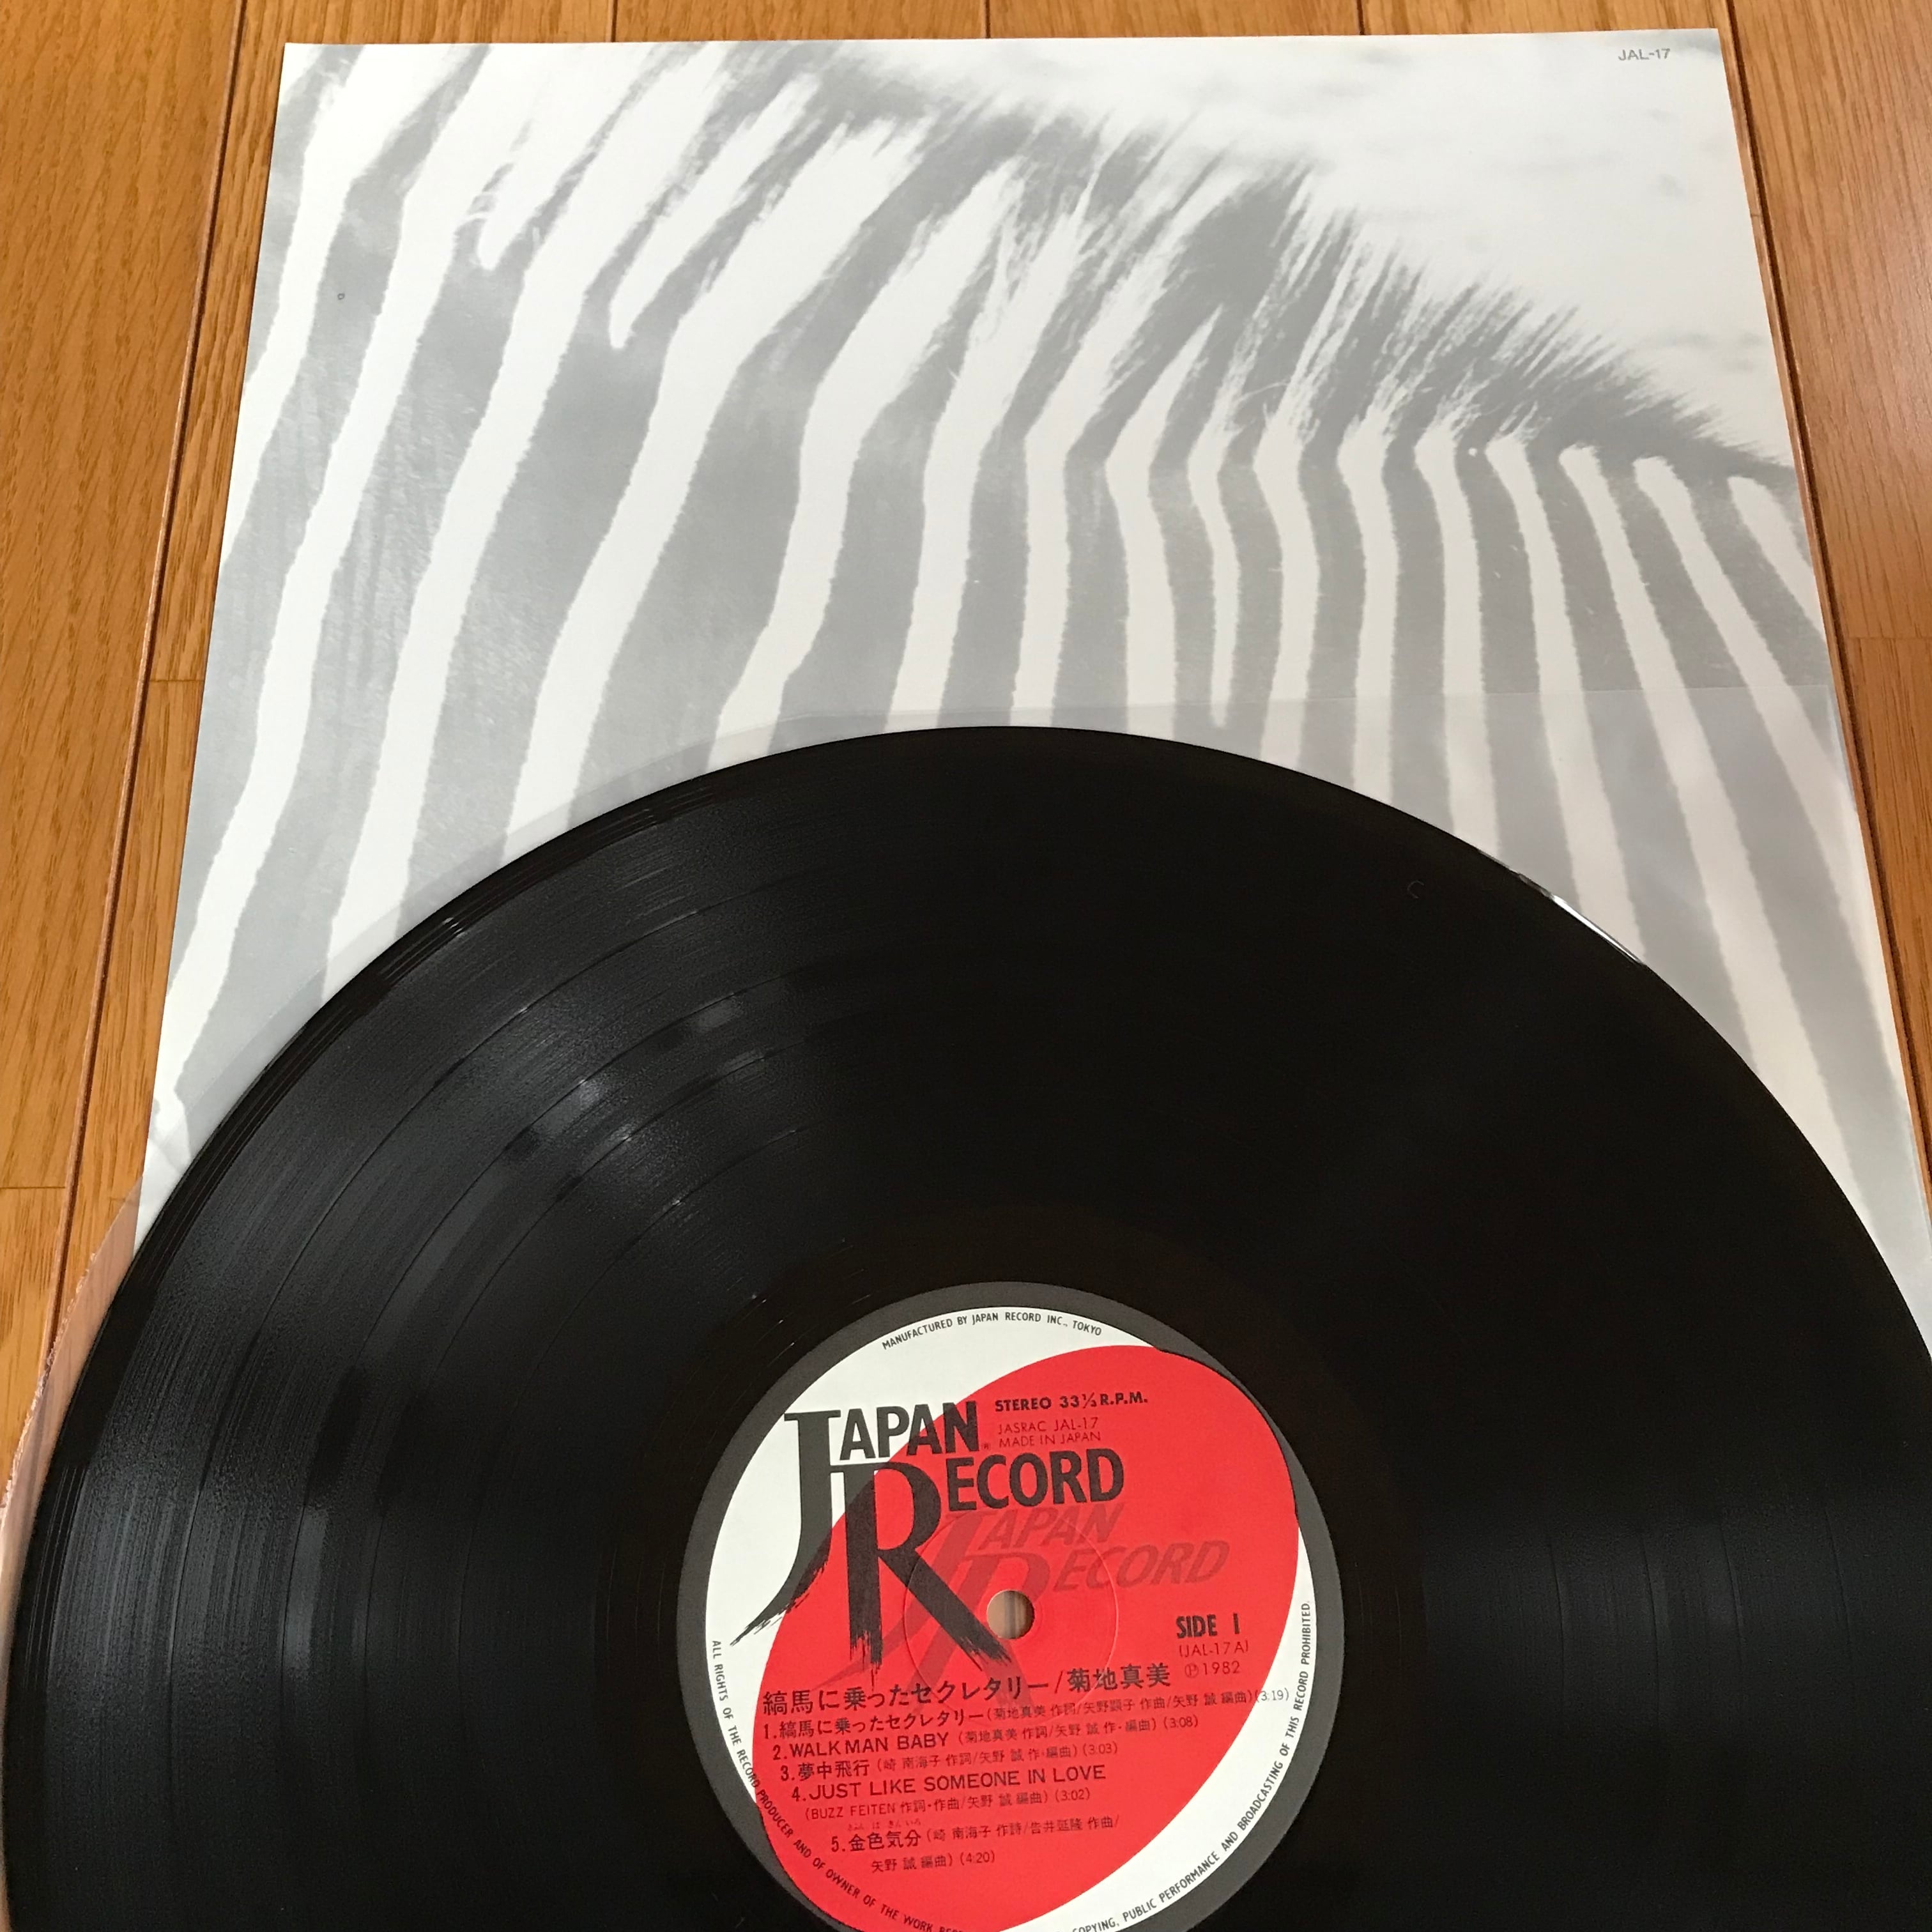 JAL-17
MANUFACTURED BY JAPAN RECORD INC., TOKYO
STEREO 33⅓ R.P.M.
JASRAC JAL-17
MADE IN JAPAN
JAPAN RECORD
JAPAN RECORD
SIDE 1
(JAL-17A)
Ⓟ1982
縞馬に乗ったセクレタリー/菊地真美
1.縞馬に乗ったセクレタリー(菊地真美 作詞/矢野顕子 作曲/矢野 誠 編曲)(3:19)
2.WALKMAN BABY (菊地真美 作詞/矢野 誠 作・編曲) (3:08)
3.夢中飛行 (崎 南海子 作詞/矢野 誠 作・編曲) (3:03)
4.JUST LIKE SOMEONE IN LOVE
(BUZZ FEITEN 作詞・作曲/矢野 誠 編曲) (3:02)
5.金色気分 (崎 南海子 作詩/告井延隆 作曲/
矢野 誠 編曲) (4:20)
ALL RIGHTS OF THE RECORD PRODUCER AND OF OWNER OF THE WORK
COPYING, PUBLIC PERFORMANCE AND BROADCASTING OF THIS RECORD PROHIBITED.